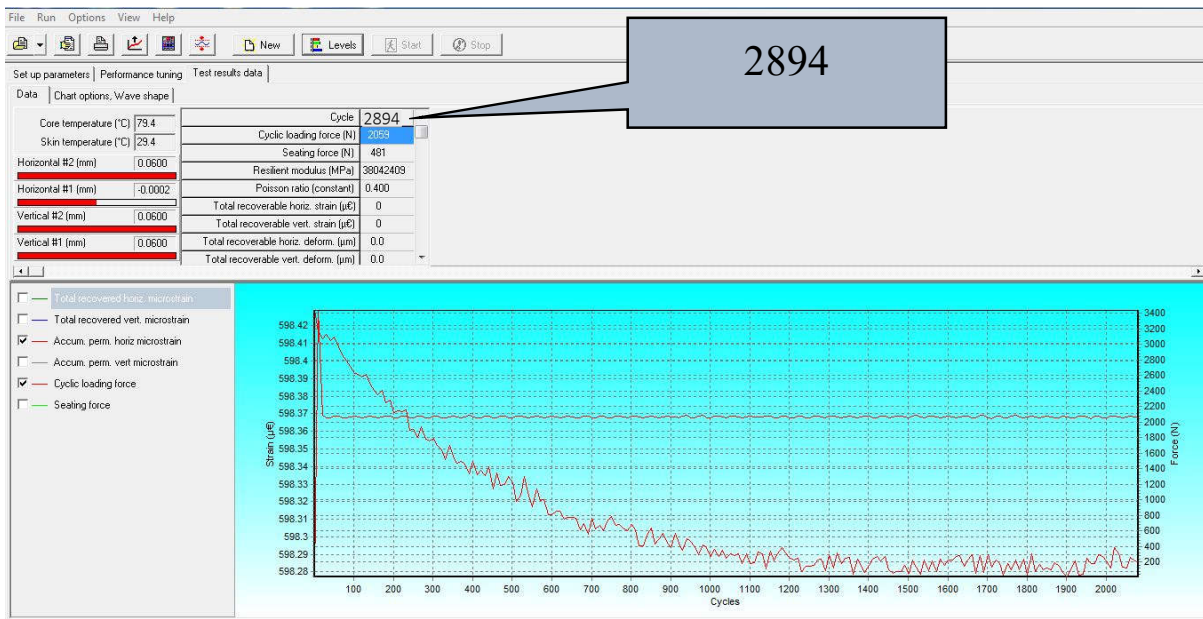 File Run Options View Help
New Levels Start Stop
2894
Set up parameters Performance tuning Test results data
Data Chart options, Wave shape
Core temperature (°C) 79.4
Skin temperature (°C) 29.4
Horizontal #2 (mm) 0.0600
Horizontal #1 (mm) -0.0002
Vertical #2 (mm) 0.0600
Vertical #1 (mm) 0.0600
Cycle 2894
Cyclic loading force (N) 2059
Seating force (N) 481
Resilient modulus (MPa) 38042409
Poisson ratio (constant) 0.400
Total recoverable horiz. strain (µ€) 0
Total recoverable vert. strain (µ€) 0
Total recoverable horiz. deform. (µm) 0.0
Total recoverable vert. deform. (µm) 0.0
Total recovered horiz. microstrain
Total recovered vert. microstrain
Accum. perm. horiz microstrain
Accum. perm. vert microstrain
Cyclic loading force
Seating force
Strain (µ€)
598.42
598.41
598.4
598.39
598.38
598.37
598.36
598.35
598.34
598.33
598.32
598.31
598.3
598.29
598.28
3400
3200
3000
2800
2600
2400
2200
2000
1800
1600
1400
1200
1000
800
600
400
200
Force (N)
100 200 300 400 500 600 700 800 900 1000 1100 1200 1300 1400 1500 1600 1700 1800 1900 2000
Cycles